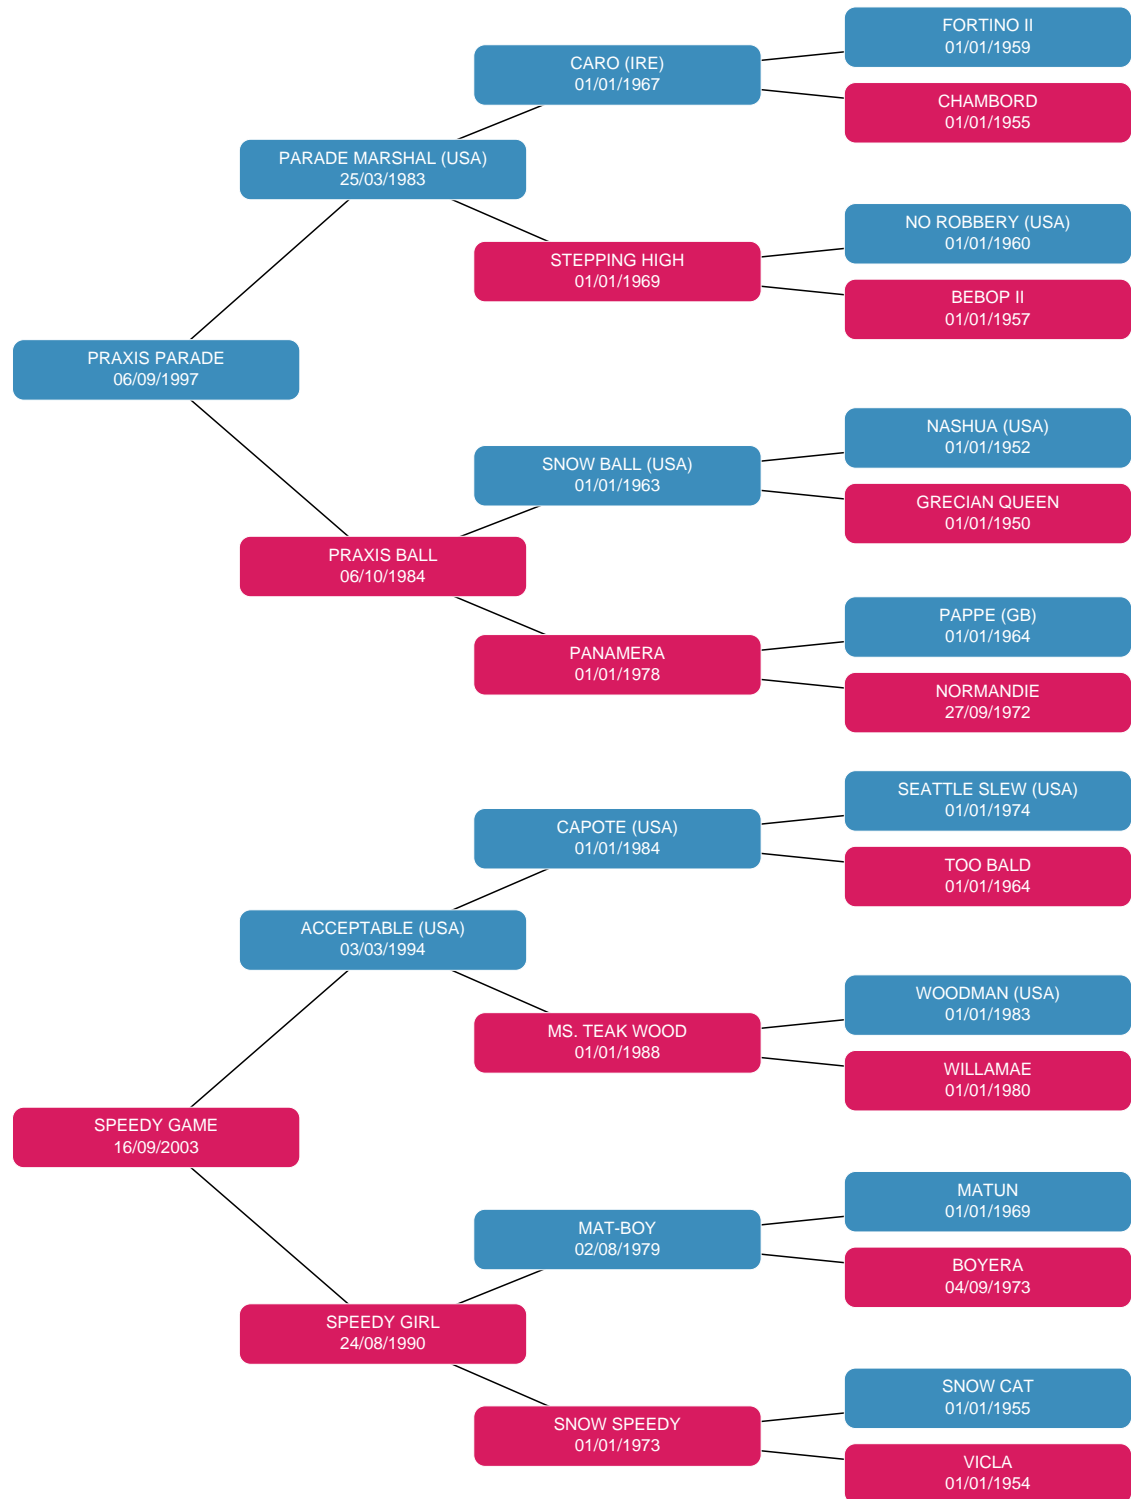 FORTINO II
01/01/1959
CARO (IRE)
01/01/1967
CHAMBORD
01/01/1955
PARADE MARSHAL (USA)
25/03/1983
NO ROBBERY (USA)
01/01/1960
STEPPING HIGH
01/01/1969
BEBOP II
01/01/1957
PRAXIS PARADE
06/09/1997
NASHUA (USA)
01/01/1952
SNOW BALL (USA)
01/01/1963
GRECIAN QUEEN
01/01/1950
PRAXIS BALL
06/10/1984
PAPPE (GB)
01/01/1964
PANAMERA
01/01/1978
NORMANDIE
27/09/1972
SEATTLE SLEW (USA)
01/01/1974
CAPOTE (USA)
01/01/1984
TOO BALD
01/01/1964
ACCEPTABLE (USA)
03/03/1994
WOODMAN (USA)
01/01/1983
MS. TEAK WOOD
01/01/1988
WILLAMAE
01/01/1980
SPEEDY GAME
16/09/2003
MATUN
01/01/1969
MAT-BOY
02/08/1979
BOYERA
04/09/1973
SPEEDY GIRL
24/08/1990
SNOW CAT
01/01/1955
SNOW SPEEDY
01/01/1973
VICLA
01/01/1954